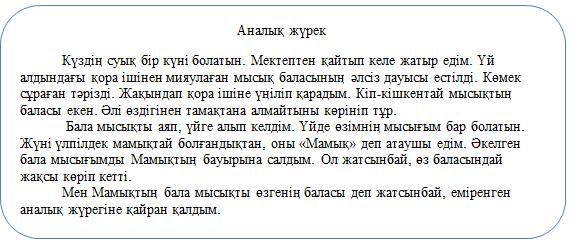 Аналық жүрек
Күздің суық бір күні болатын. Мектептен қайтып келе жатыр едім. Үй
алдындағы қора ішінен мияулаған мысық баласының әлсіз дауысы естілді. Көмек
сұраған тәрізді. Жақындап қора ішіне үңіліп қарадым. Кіп-кішкентай мысықтың
баласы екен. Әлі өздігінен тамақтана алмайтыны көрініп тұр.
Бала мысықты аяп, үйге алып келдім. Үйде өзімнің мысығым бар болатын.
Жүні үлпілдек мамықтай болғандықтан, оны «Мамық» деп атаушы едім. Әкелген
бала мысығымды Мамықтың бауырына салдым. Ол жатсынбай, өз баласындай
жақсы көріп кетті.
Мен Мамықтың бала мысықты өзгенің баласы деп жатсынбай, еміренген
аналық жүрегіне қайран қалдым.